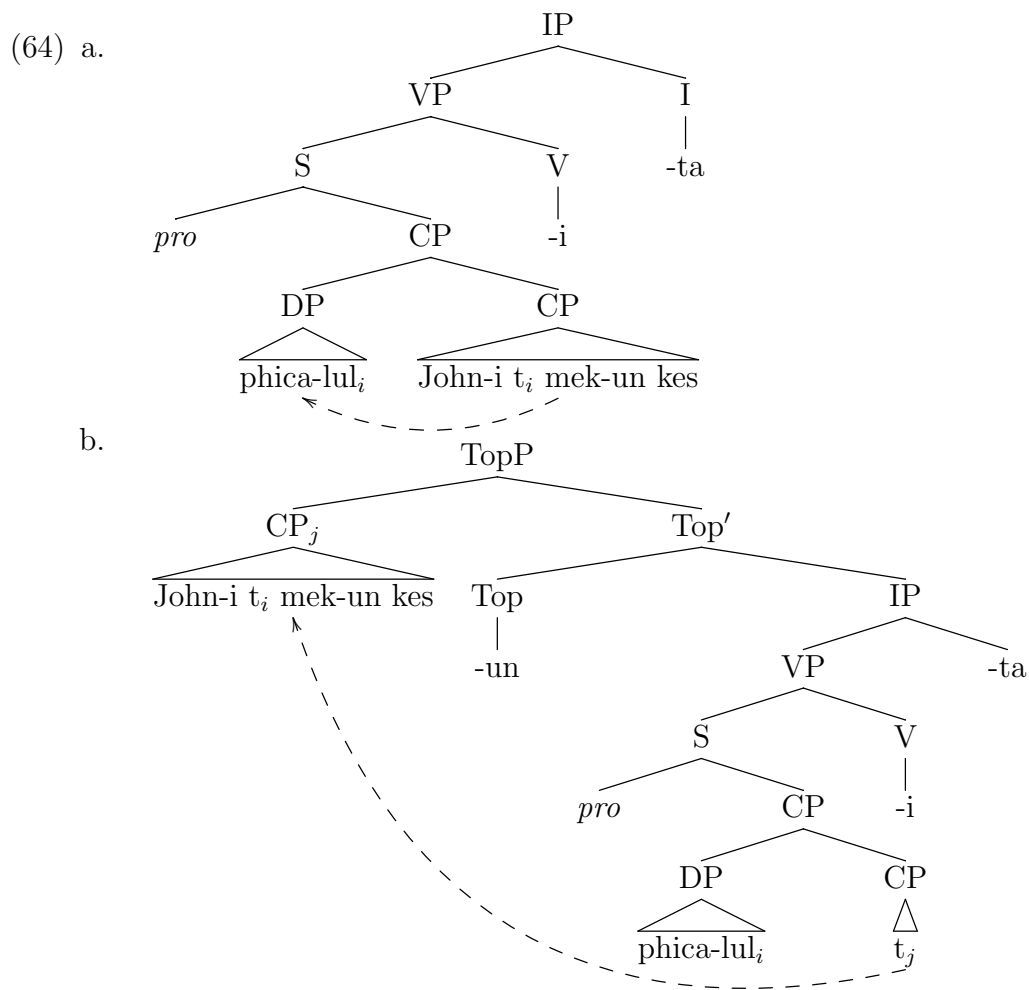 (64) a.
IP
VP I
S V -ta
pro CP -i
DP CP
phica-lul_i John-i t_i mek-un kes
b.
TopP
CP_j Top′
John-i t_i mek-un kes Top IP
-un VP -ta
S V
pro CP -i
DP CP
phica-lul_i t_j